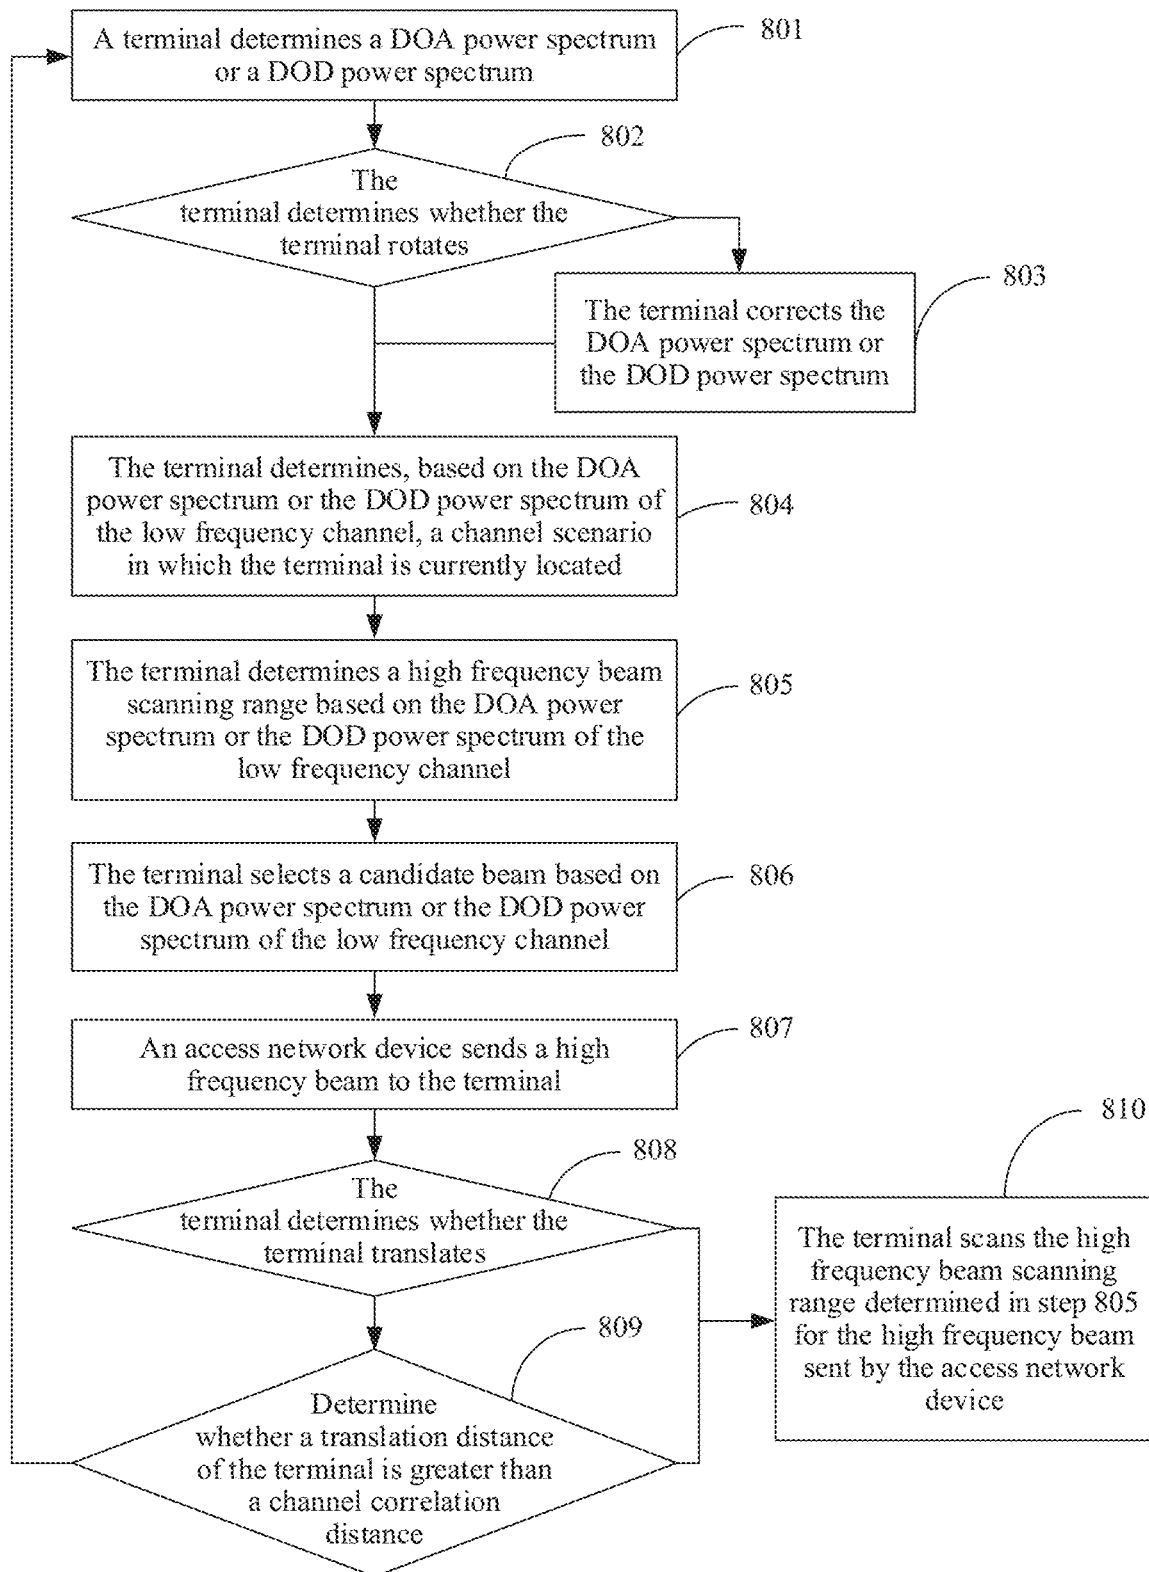 A terminal determines a DOA power spectrum
or a DOD power spectrum
801
802
The
terminal determines whether the
terminal rotates
803
The terminal corrects the
DOA power spectrum or
the DOD power spectrum
The terminal determines, based on the DOA
power spectrum or the DOD power spectrum of
the low frequency channel, a channel scenario
in which the terminal is currently located
804
The terminal determines a high frequency beam
scanning range based on the DOA power
spectrum or the DOD power spectrum of the
low frequency channel
805
The terminal selects a candidate beam based on
the DOA power spectrum or the DOD power
spectrum of the low frequency channel
806
An access network device sends a high
frequency beam to the terminal
807
808
The
terminal determines whether the
terminal translates
809
Determine
whether a translation distance
of the terminal is greater than
a channel correlation
distance
810
The terminal scans the high
frequency beam scanning
range determined in step 805
for the high frequency beam
sent by the access network
device